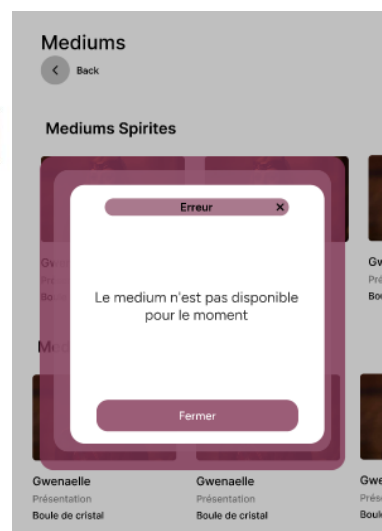 Mediums
Back
Mediums Spirites
Erreur
Le medium n'est pas disponible
pour le moment
Fermer
Gwenaelle
Gwenaelle
Présentation
Présentation
Boule de cristal
Boule de cristal